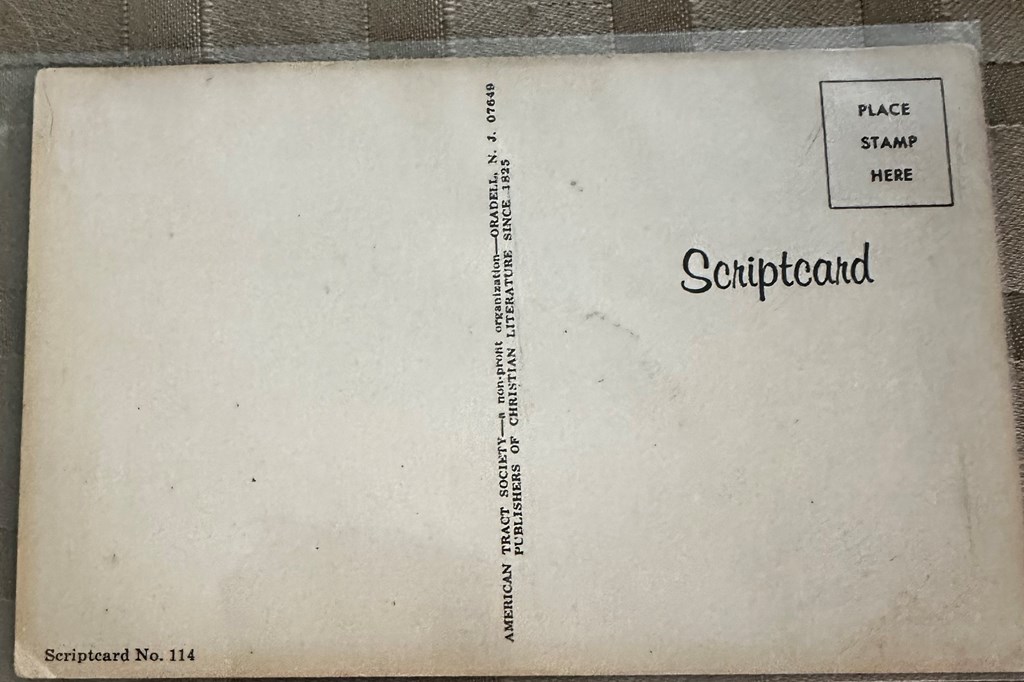 AMERICAN TRACT SOCIETY—a non-profit organization—ORADELL, N. J. 07649
PUBLISHERS OF CHRISTIAN LITERATURE SINCE 1825
PLACE
STAMP
HERE
Scriptcard
Scriptcard No. 114